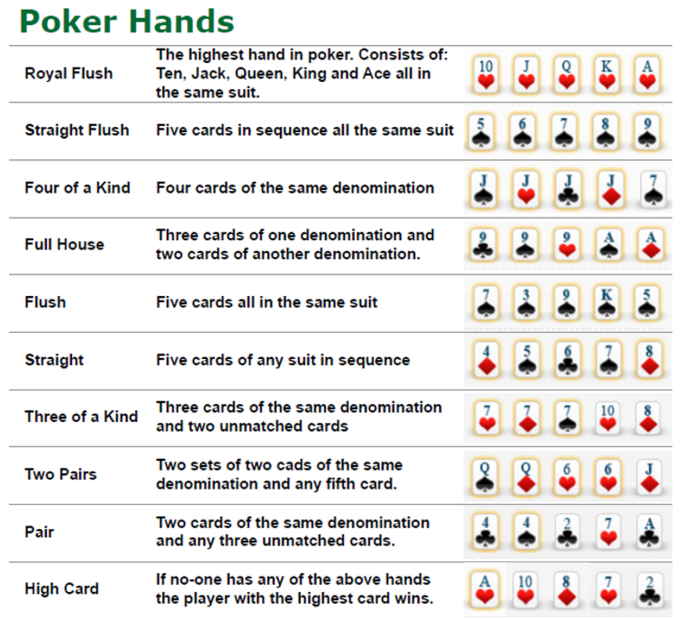 Poker Hands
Royal Flush
The highest hand in poker. Consists of:
Ten, Jack, Queen, King and Ace all in
the same suit.
10 J Q K A
Straight Flush
Five cards in sequence all the same suit
5 6 7 8 9
Four of a Kind
Four cards of the same denomination
J J J J 7
Full House
Three cards of one denomination and
two cards of another denomination.
9 9 9 A A
Flush
Five cards all in the same suit
7 3 9 K 5
Straight
Five cards of any suit in sequence
4 5 6 7 8
Three of a Kind
Three cards of the same denomination
and two unmatched cards
7 7 7 10 8
Two Pairs
Two sets of two cads of the same
denomination and any fifth card.
Q Q 6 6 J
Pair
Two cards of the same denomination
and any three unmatched cards.
4 4 2 7 A
High Card
If no-one has any of the above hands
the player with the highest card wins.
A 10 8 7 2